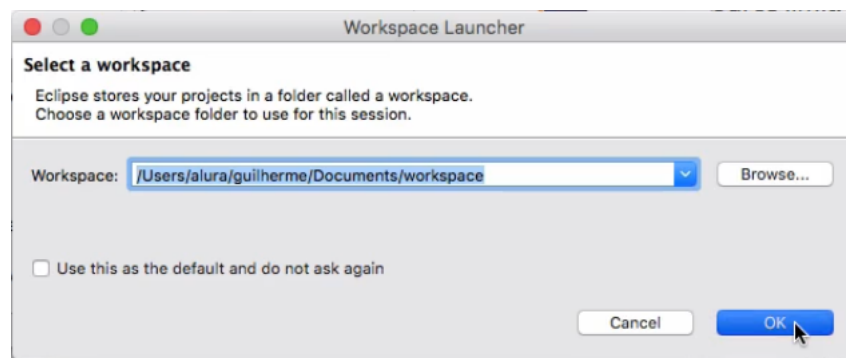 Workspace Launcher
Select a workspace
Eclipse stores your projects in a folder called a workspace.
Choose a workspace folder to use for this session.
Workspace: /Users/alura/guilherme/Documents/workspace Browse...
Use this as the default and do not ask again
Cancel OK